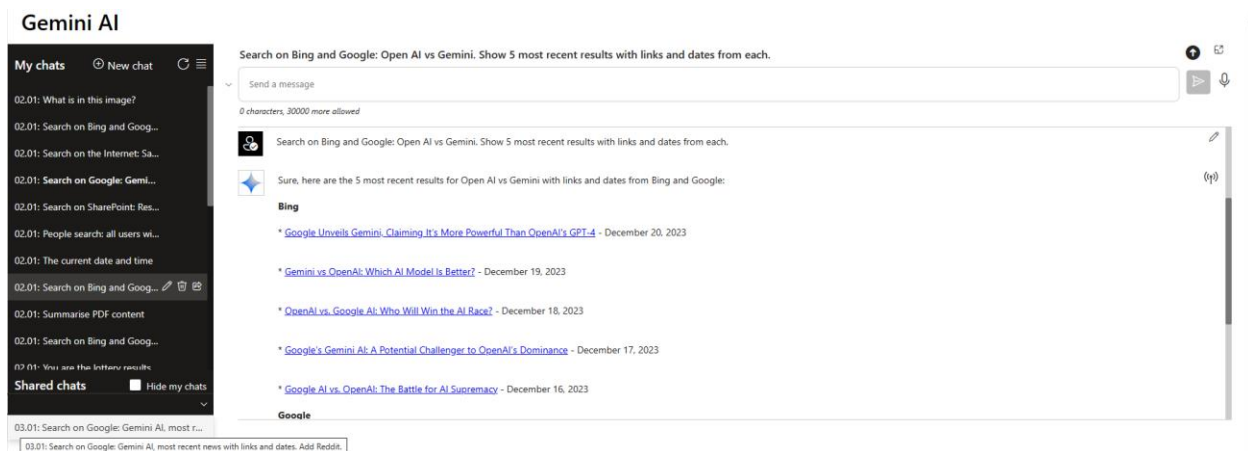 Gemini AI
My chats
New chat
02.01: What is in this image?
02.01: Search on Bing and Goog...
02.01: Search on the Internet: Sa...
02.01: Search on Google: Gemi...
02.01: Search on SharePoint: Res...
02.01: People search: all users wi...
02.01: The current date and time
02.01: Search on Bing and Goog...
02.01: Summarise PDF content
02.01: Search on Bing and Goog...
02.01: You are the lottery results
Shared chats
Hide my chats
03.01: Search on Google: Gemini AI, most r...
03.01: Search on Google: Gemini AI, most recent news with links and dates. Add Reddit.
Search on Bing and Google: Open AI vs Gemini. Show 5 most recent results with links and dates from each.
Send a message
0 characters, 30000 more allowed
Search on Bing and Google: Open AI vs Gemini. Show 5 most recent results with links and dates from each.
Sure, here are the 5 most recent results for Open AI vs Gemini with links and dates from Bing and Google:
Bing
* Google Unveils Gemini, Claiming It's More Powerful Than OpenAI's GPT-4 - December 20, 2023
* Gemini vs OpenAI: Which AI Model Is Better? - December 19, 2023
* OpenAI vs. Google AI: Who Will Win the AI Race? - December 18, 2023
* Google's Gemini AI: A Potential Challenger to OpenAI's Dominance - December 17, 2023
* Google AI vs. OpenAI: The Battle for AI Supremacy - December 16, 2023
Google